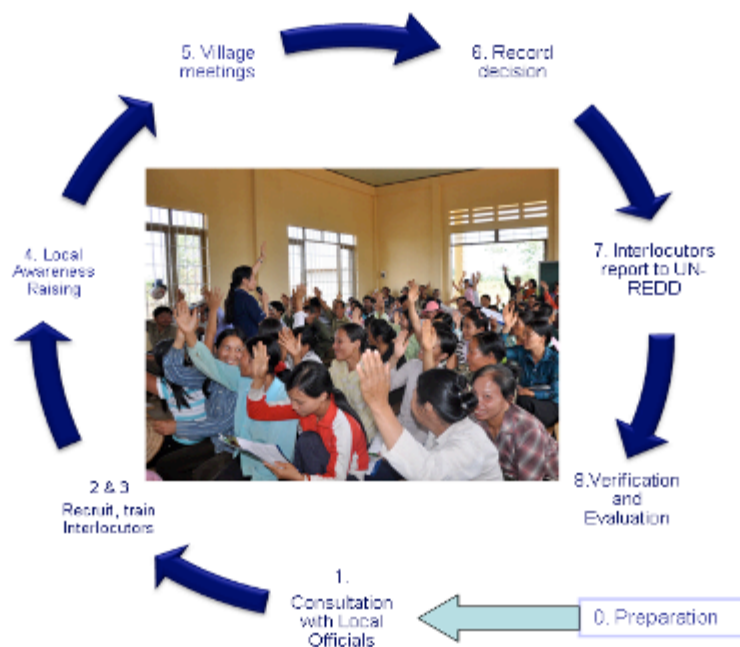 0. Preparation
1.
Consultation
with Local
Officials
2 & 3
Recruit, train
Interlocutors
4. Local
Awareness
Raising
5. Village
meetings
6. Record
decision
7. Interlocutors
report to UN-
REDD
8.Verification
and
Evaluation